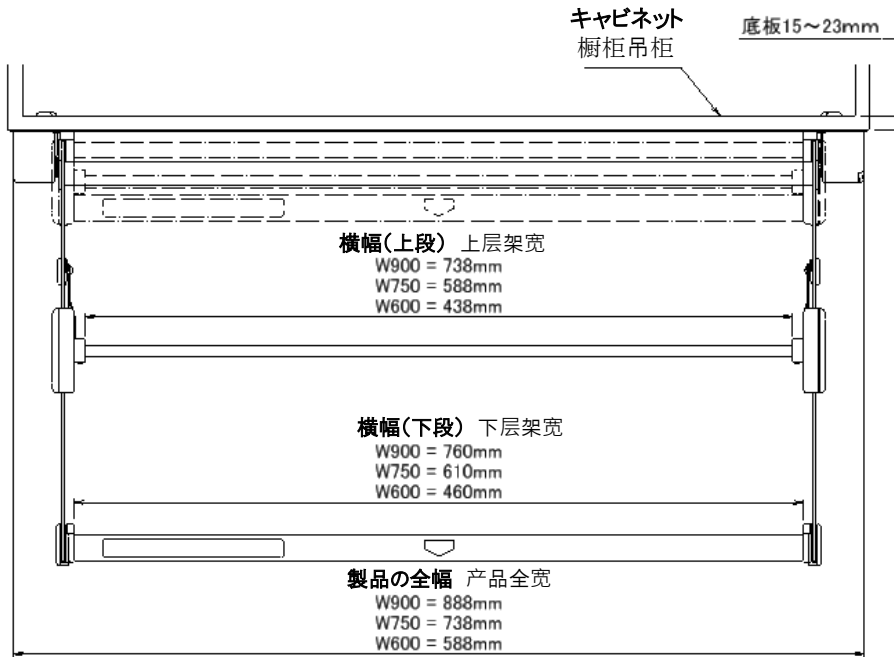 キャビネット
橱柜吊柜
底板15～23mm
横幅(上段) 上层架宽
W900 = 738mm
W750 = 588mm
W600 = 438mm
横幅(下段) 下层架宽
W900 = 760mm
W750 = 610mm
W600 = 460mm
製品の全幅 产品全宽
W900 = 888mm
W750 = 738mm
W600 = 588mm